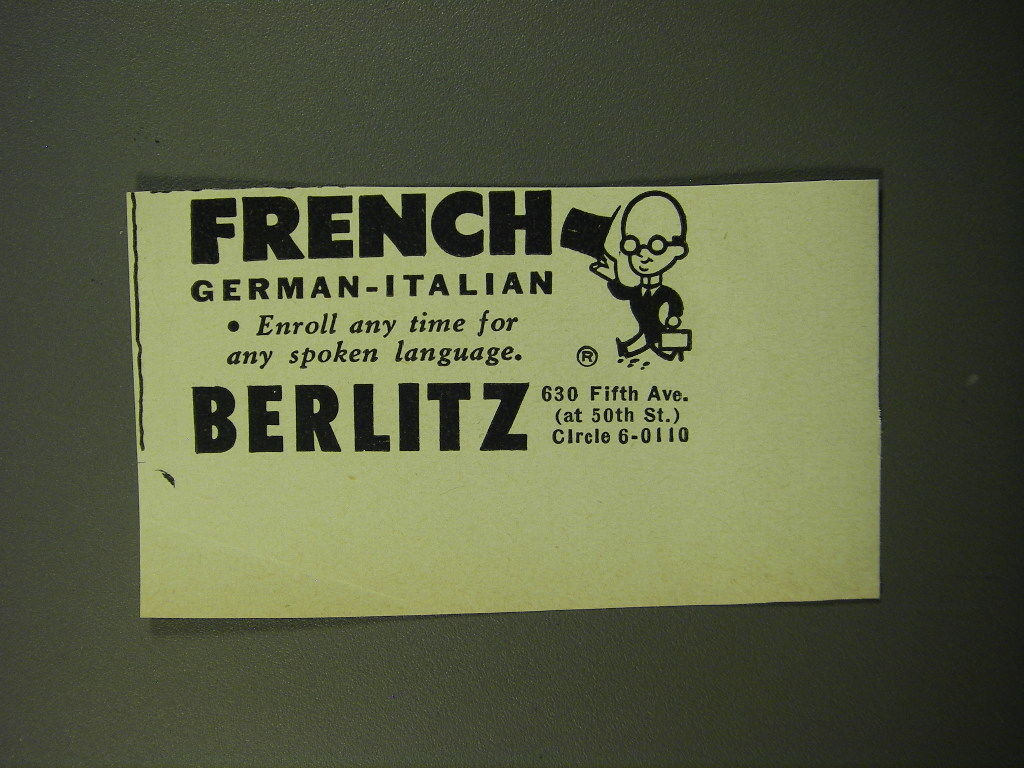 FRENCH
GERMAN-ITALIAN
• Enroll any time for
any spoken language.
®
BERLITZ
630 Fifth Ave.
(at 50th St.)
CIrcle 6-0110